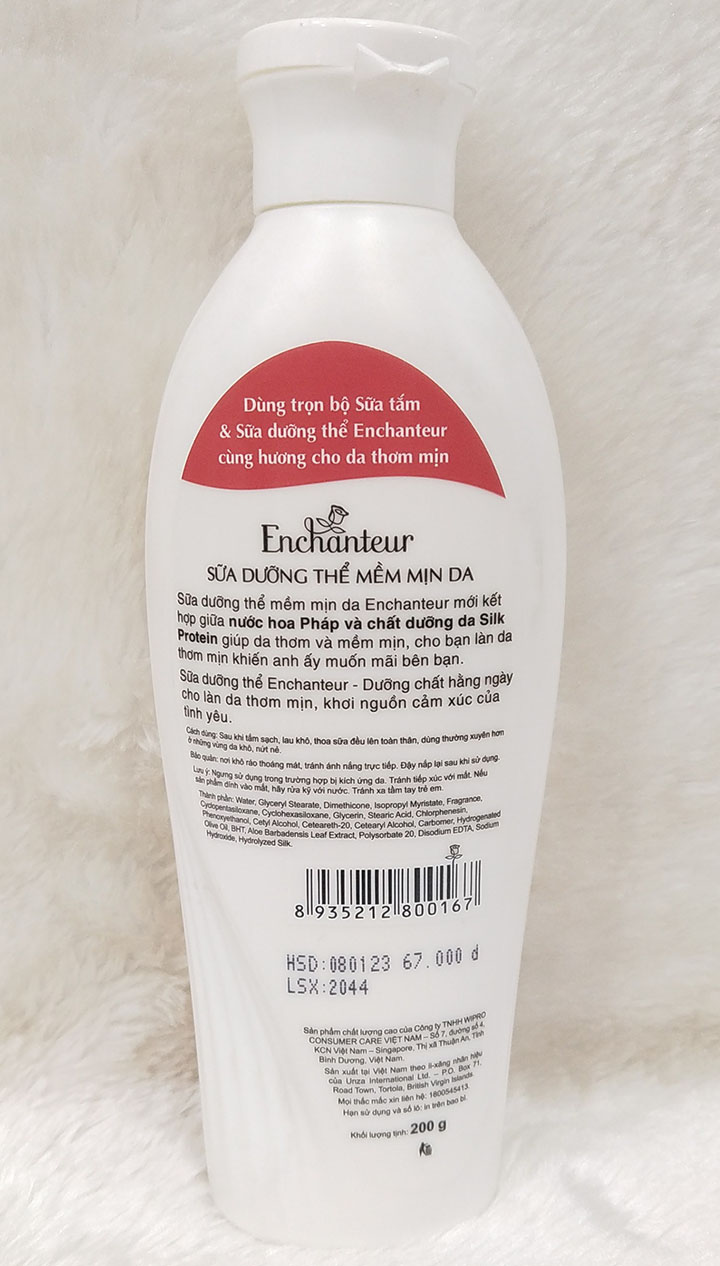 Dùng trọn bộ Sữa tắm
& Sữa dưỡng thể Enchanteur
cùng hương cho da thơm mịn
Enchanteur
SỮA DƯỠNG THỂ MỀM MỊN DA
Sữa dưỡng thể mềm mịn da Enchanteur mới kết
hợp giữa nước hoa Pháp và chất dưỡng da Silk
Protein giúp da thơm và mềm mịn, cho bạn làn da
thơm mịn khiến anh ấy muốn mãi bên bạn.
Sữa dưỡng thể Enchanteur - Dưỡng chất hằng ngày
cho làn da thơm mịn, khơi nguồn cảm xúc của
tình yêu.
Cách dùng: Sau khi tắm sạch, lau khô, thoa sữa đều lên toàn thân, dùng thường xuyên hơn
ở những vùng da khô, nứt nẻ.
Bảo quản: nơi khô ráo thoáng mát, tránh ánh nắng trực tiếp. Đậy nắp lại sau khi sử dụng.
Lưu ý: Ngưng sử dụng trong trường hợp bị kích ứng da. Tránh tiếp xúc với mắt. Nếu
sản phẩm dính vào mắt, hãy rửa kỹ với nước. Tránh xa tầm tay trẻ em.
Thành phần: Water, Glyceryl Stearate, Dimethicone, Isopropyl Myristate, Fragrance,
Cyclopentasiloxane, Cyclohexasiloxane, Glycerin, Stearic Acid, Chlorphenesin,
Phenoxyethanol, Cetyl Alcohol, Ceteareth-20, Cetearyl Alcohol, Carbomer, Hydrogenated
Olive Oil, BHT, Aloe Barbadensis Leaf Extract, Polysorbate 20, Disodium EDTA, Sodium
Hydroxide, Hydrolyzed Silk.
8 935212 800167
HSD:080123 67.000 đ
LSX:2044
Sản phẩm chất lượng cao của Công ty TNHH WIPRO
CONSUMER CARE VIỆT NAM – Số 7, đường số 4,
KCN Việt Nam – Singapore, Thị xã Thuận An, Tỉnh
Bình Dương, Việt Nam.
Sản xuất tại Việt Nam theo li-xăng nhãn hiệu
của Unza International Ltd. – P.O. Box 71,
Road Town, Tortola, British Virgin Islands.
Mọi thắc mắc xin liên hệ: 1800545413.
Hạn sử dụng và số lô: in trên bao bì.
Khối lượng tịnh: 200 g